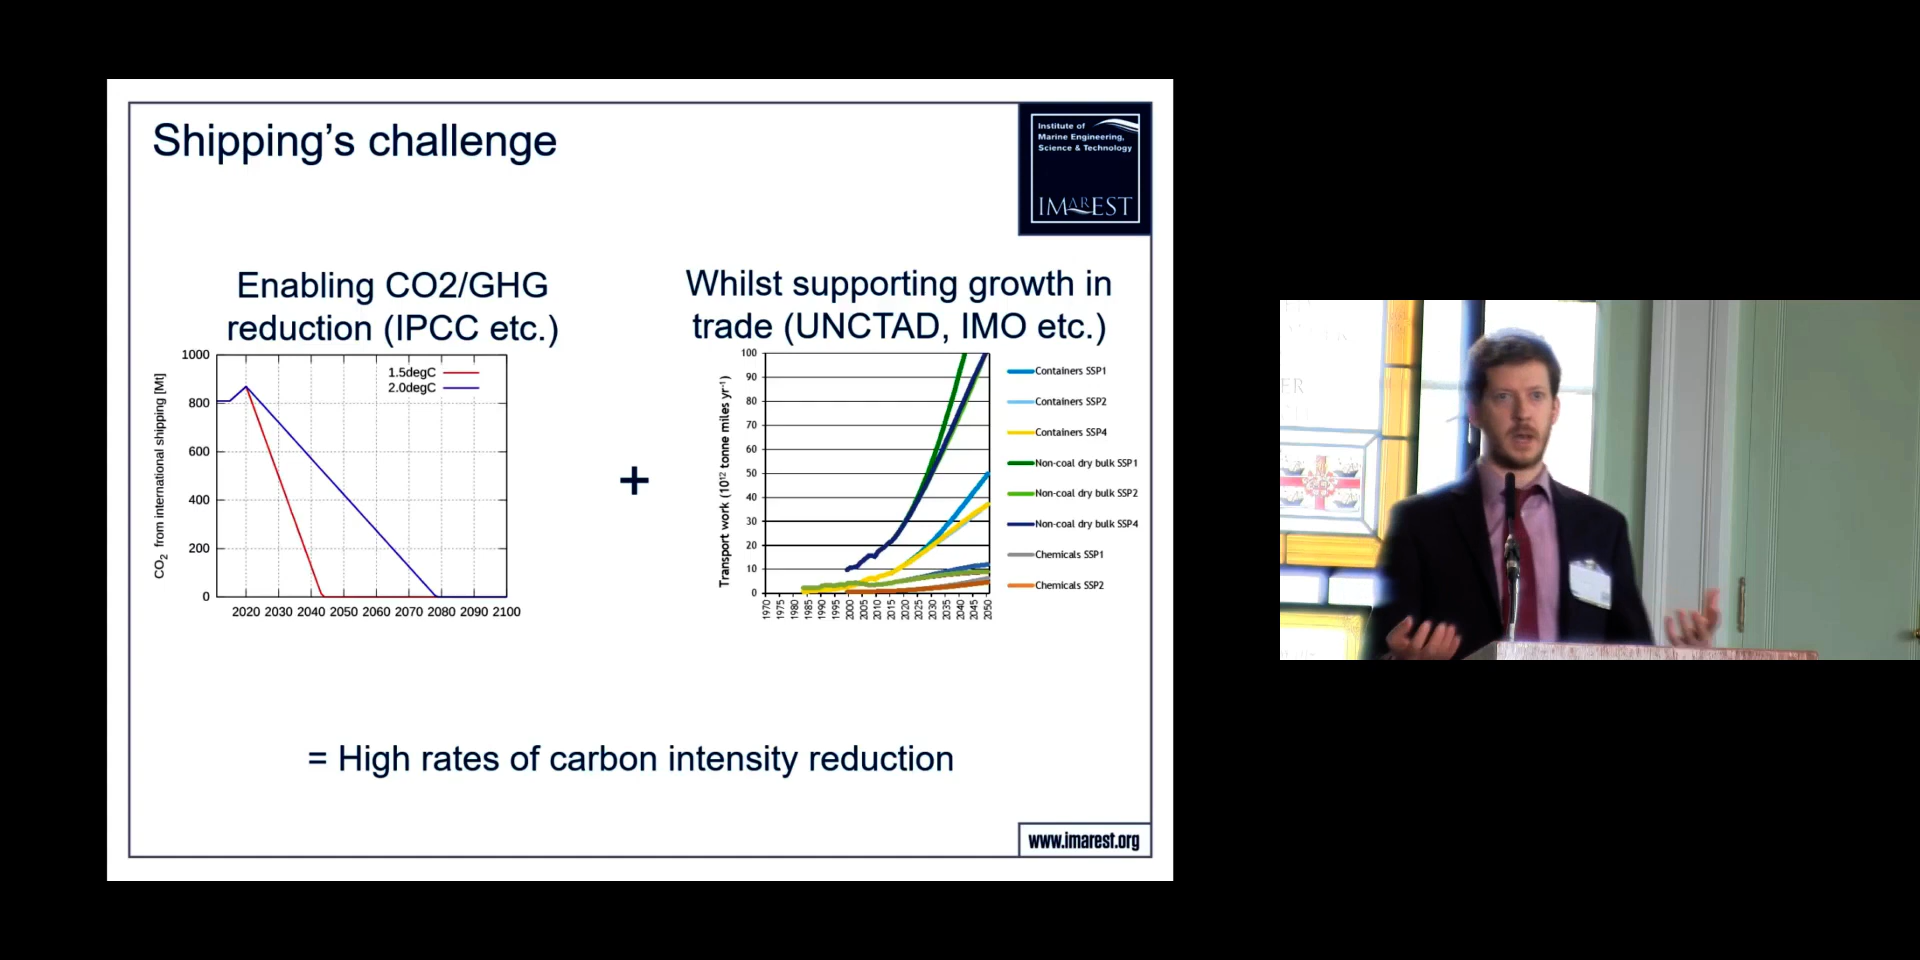 Shipping's challenge
Institute of
Marine Engineering,
Science & Technology
IMarEST
Enabling CO2/GHG
reduction (IPCC etc.)
Whilst supporting growth in
trade (UNCTAD, IMO etc.)
CO2 from international shipping [Mt]
1000
800
600
400
200
0
1.5degC
2.0degC
2020 2030 2040 2050 2060 2070 2080 2090 2100
+
Transport work (10¹² tonne miles yr⁻¹)
100
90
80
70
60
50
40
30
20
10
0
1970 1975 1980 1985 1990 1995 2000 2005 2010 2015 2020 2025 2030 2035 2040 2045 2050
Containers SSP1
Containers SSP2
Containers SSP4
Non-coal dry bulk SSP1
Non-coal dry bulk SSP2
Non-coal dry bulk SSP4
Chemicals SSP1
Chemicals SSP2
= High rates of carbon intensity reduction
www.imarest.org